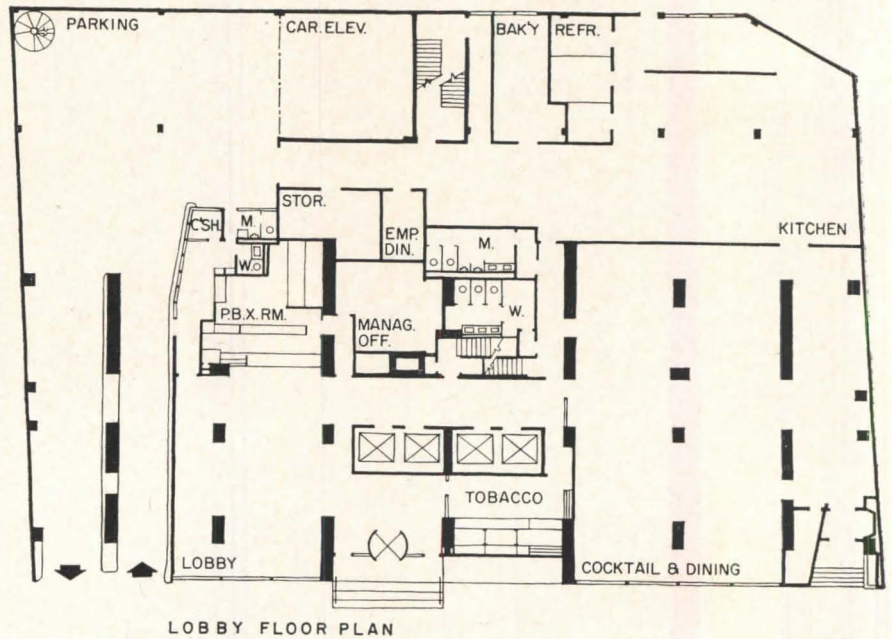 PARKING
CAR. ELEV.
BAK'Y
REFR.
STOR.
C'SH.
M.
EMP.
DIN.
M.
KITCHEN
W.
P.B.X. RM.
MANAG.
OFF.
W.
TOBACCO
LOBBY
COCKTAIL & DINING
LOBBY FLOOR PLAN